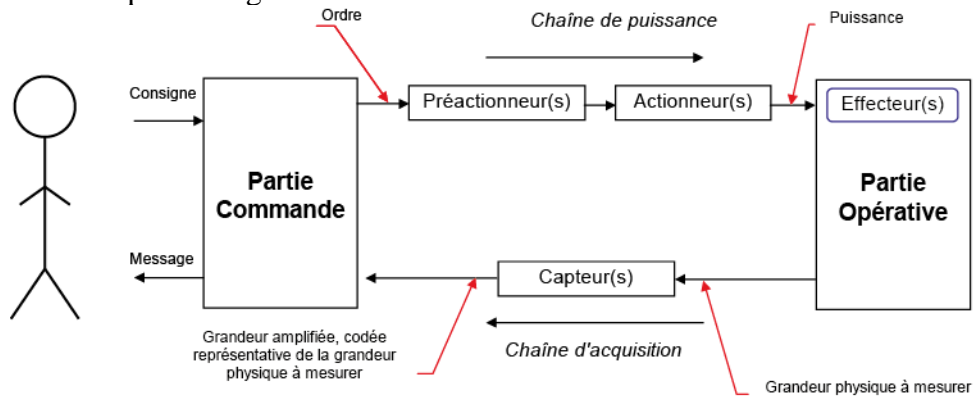 Ordre
Chaîne de puissance
Puissance
Consigne
Préactionneur(s)
Actionneur(s)
Effecteur(s)
Partie
Commande
Partie
Opérative
Message
Capteur(s)
Grandeur amplifiée, codée
représentative de la grandeur
physique à mesurer
Chaîne d'acquisition
Grandeur physique à mesurer